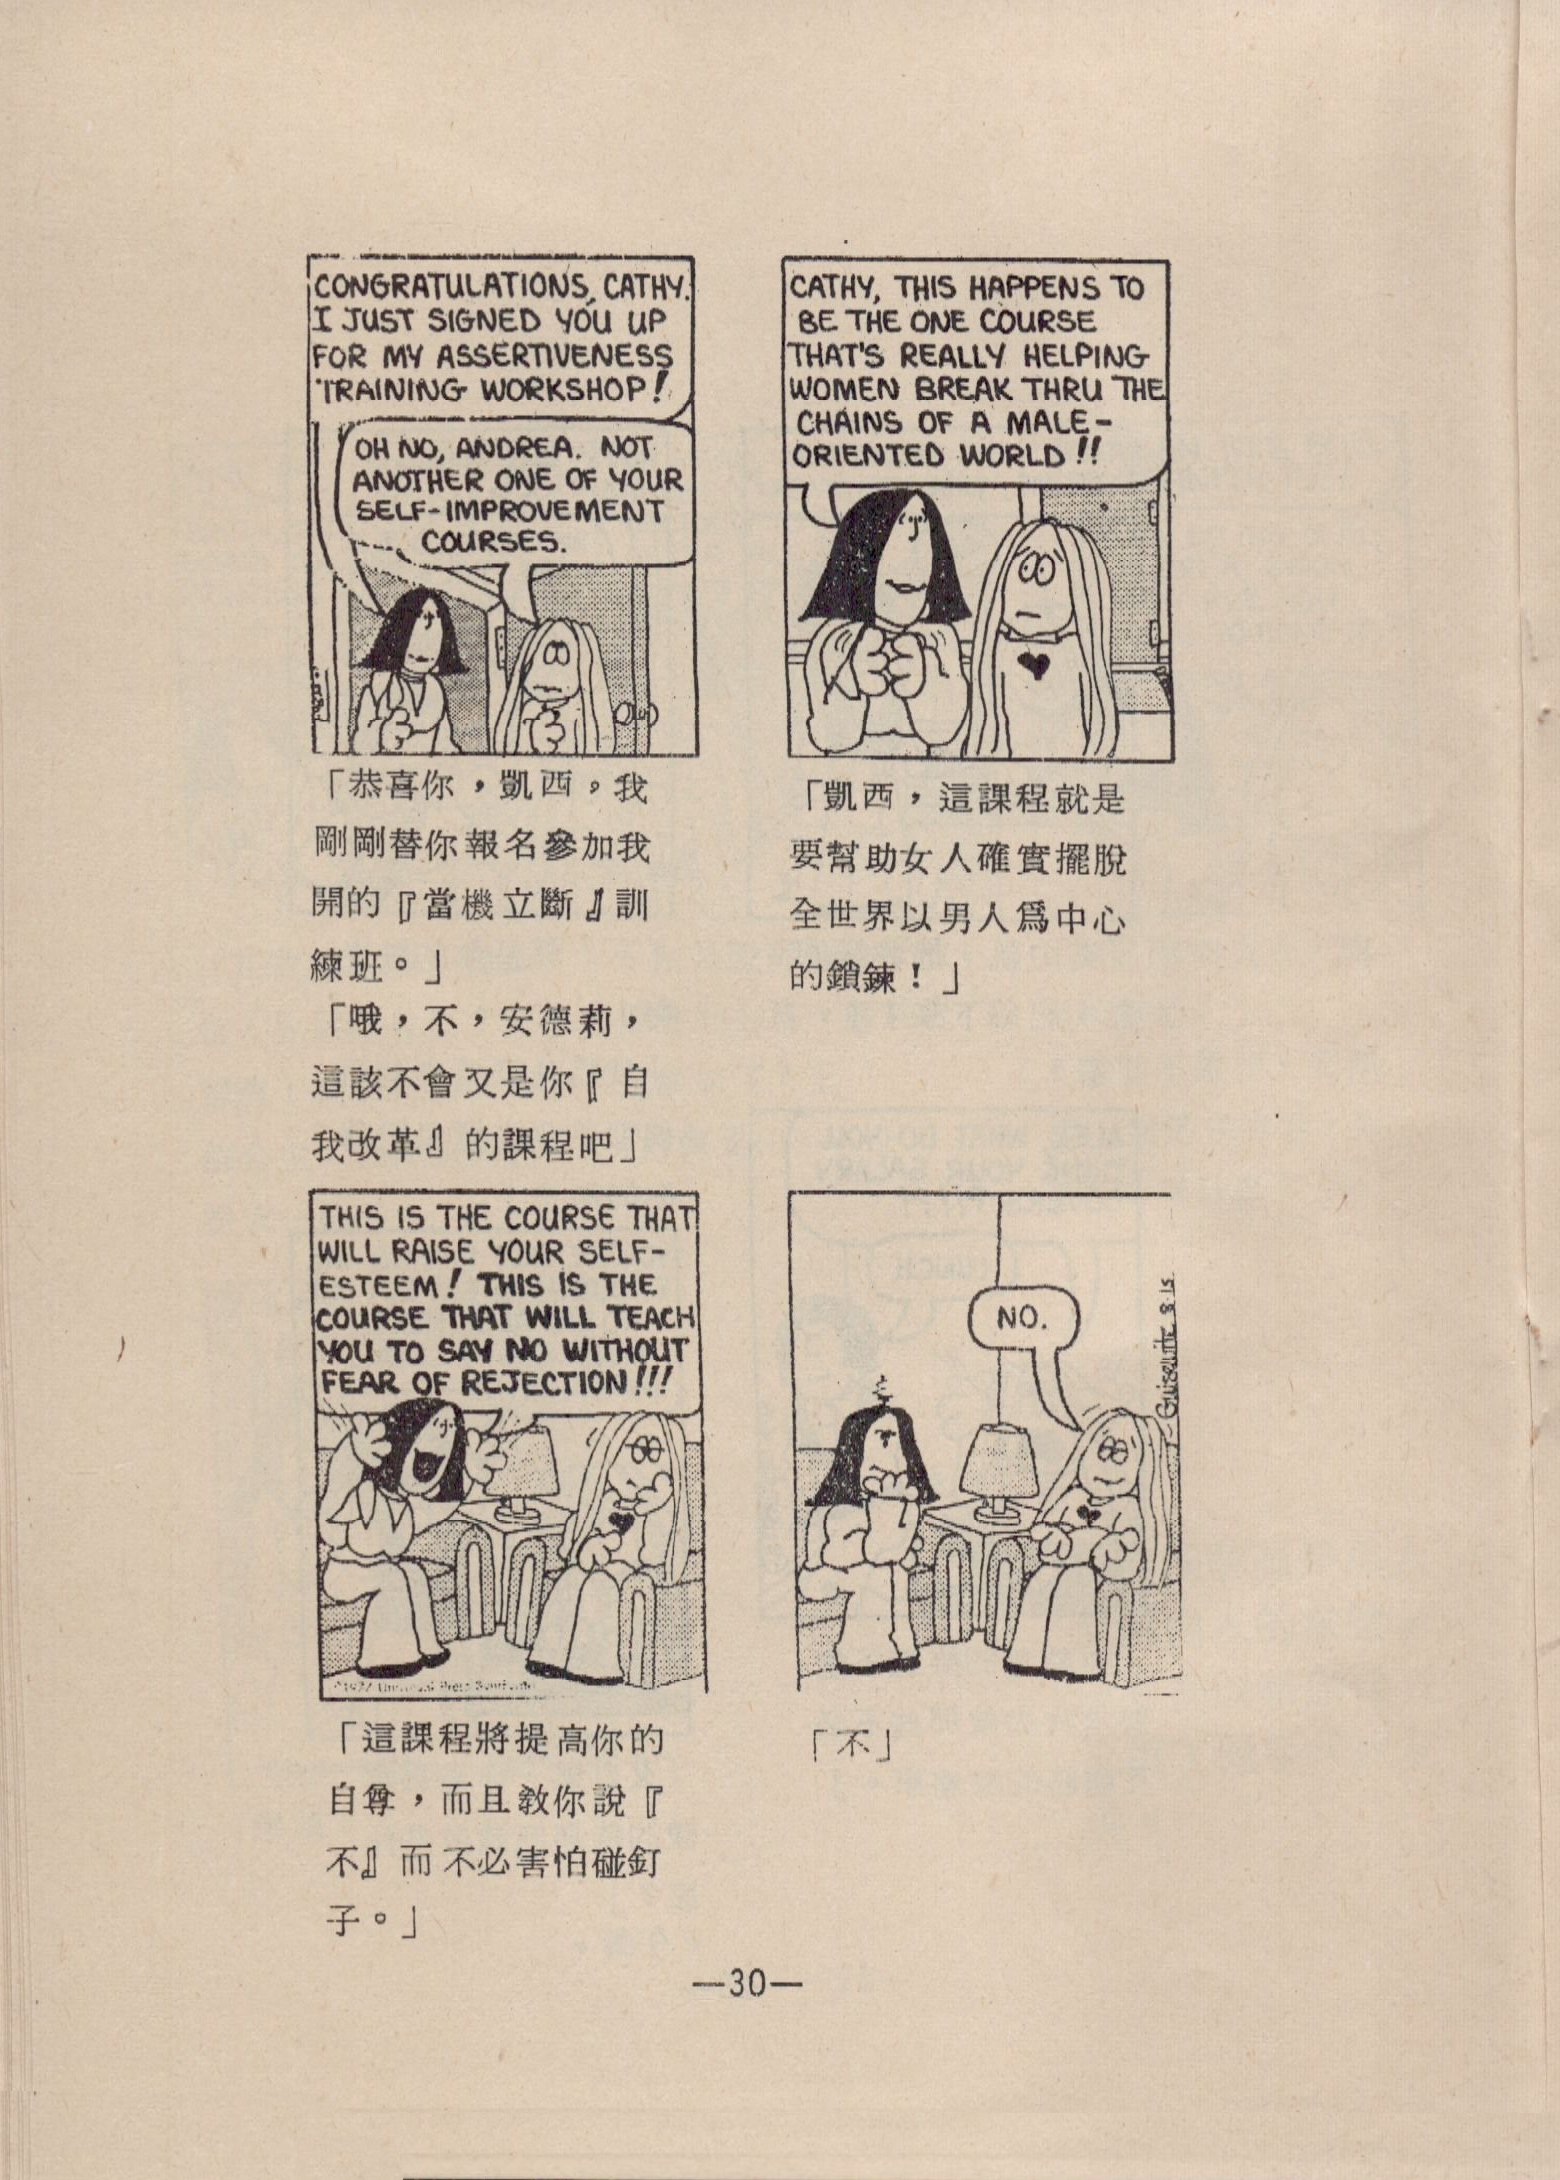 CONGRATULATIONS, CATHY.
I JUST SIGNED YOU UP
FOR MY ASSERTIVENESS
TRAINING WORKSHOP!
OH NO, ANDREA. NOT
ANOTHER ONE OF YOUR
SELF-IMPROVEMENT
COURSES.
「恭喜你，凱西。我
剛剛替你報名參加我
開的『當機立斷』訓
練班。」
「哦，不，安德莉，
這該不會又是你『自
我改革』的課程吧」
CATHY, THIS HAPPENS TO
BE THE ONE COURSE
THAT'S REALLY HELPING
WOMEN BREAK THRU THE
CHAINS OF A MALE-
ORIENTED WORLD!!
「凱西，這課程就是
要幫助女人確實擺脫
全世界以男人爲中心
的鎖鍊！」
THIS IS THE COURSE THAT
WILL RAISE YOUR SELF-
ESTEEM! THIS IS THE
COURSE THAT WILL TEACH
YOU TO SAY NO WITHOUT
FEAR OF REJECTION!!!
©1977 Universal Press Syndicate
「這課程將提高你的
自尊，而且教你說『
不』而不必害怕碰釘
子。」
NO.
Guisewite 8 15
「不」
—30—